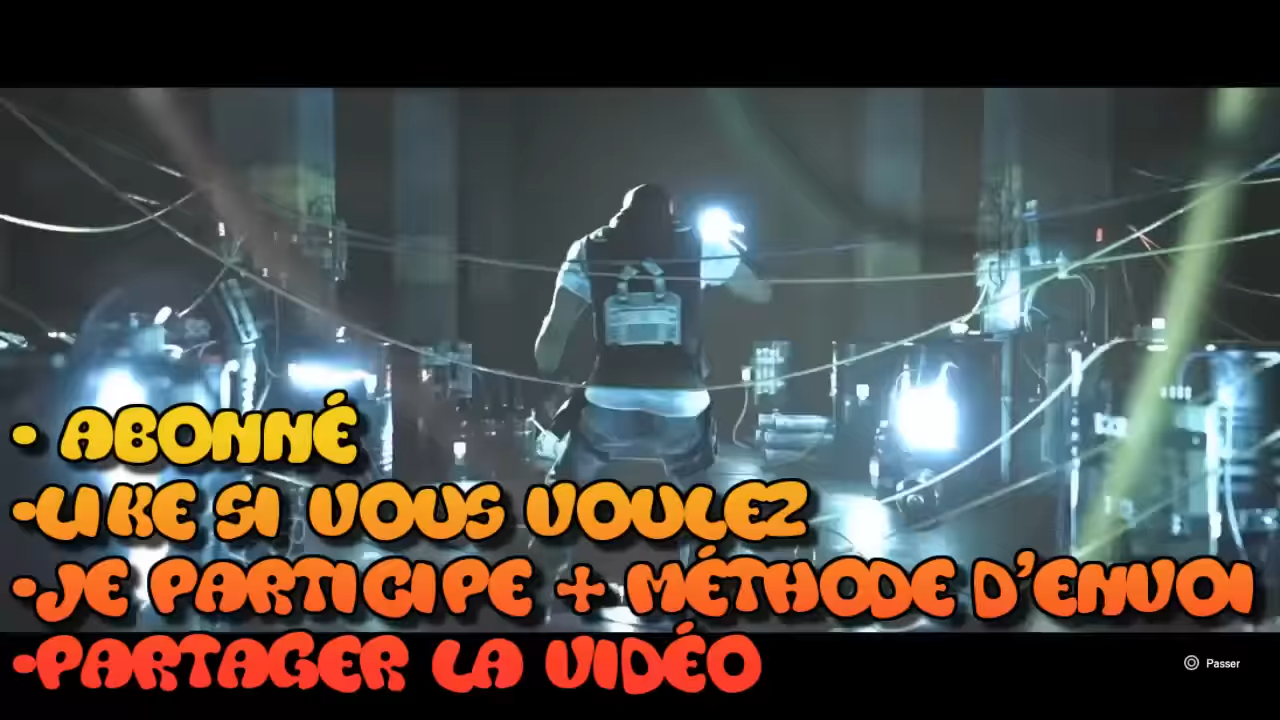 - ABONNÉ
-LIKE SI VOUS VOULEZ
-JE PARTICIPE + MÉTHODE D'ENVOI
-PARTAGER LA VIDÉO
Passer